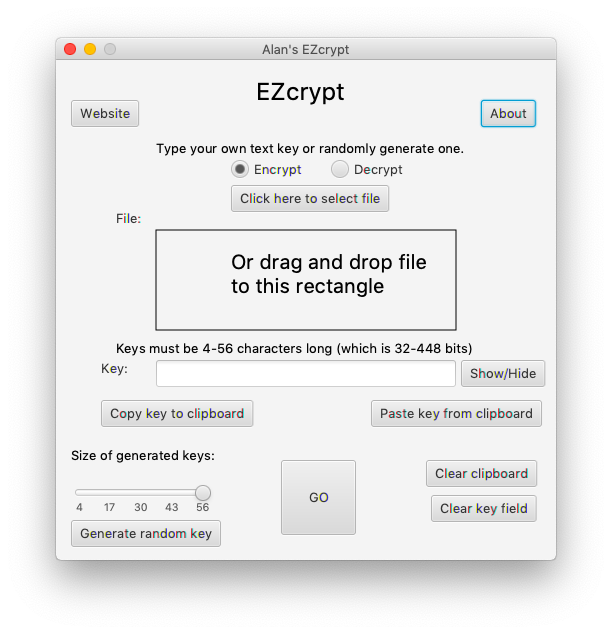 Alan's EZcrypt
EZcrypt
Website
About
Type your own text key or randomly generate one.
Encrypt
Decrypt
Click here to select file
File:
Or drag and drop file
to this rectangle
Keys must be 4-56 characters long (which is 32-448 bits)
Key:
Show/Hide
Copy key to clipboard
Paste key from clipboard
Size of generated keys:
4 17 30 43 56
Generate random key
GO
Clear clipboard
Clear key field